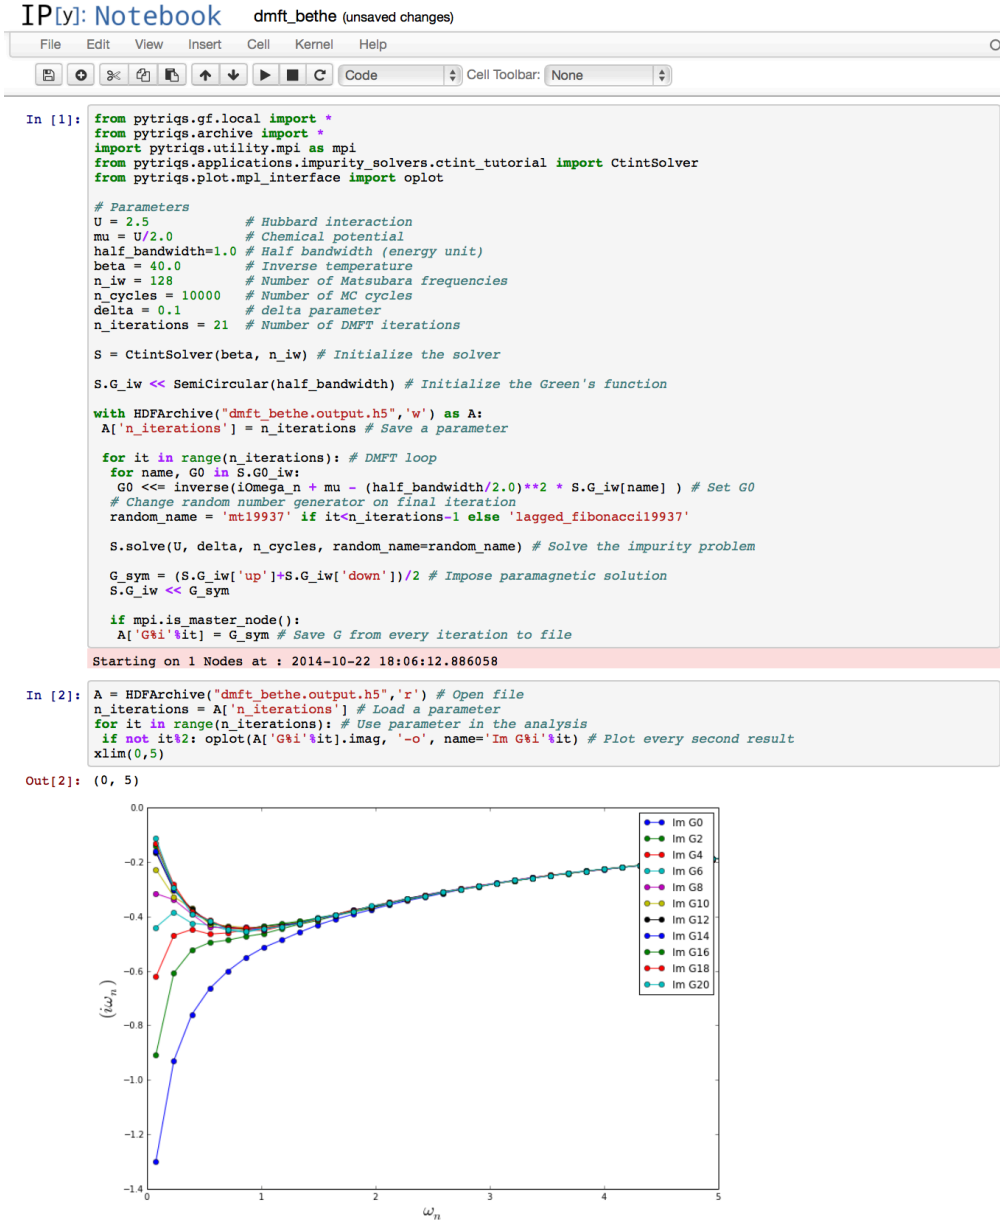 IP[y]: Notebook dmft_bethe (unsaved changes)
File Edit View Insert Cell Kernel Help
Code Cell Toolbar: None
In [1]: from pytriqs.gf.local import *
from pytriqs.archive import *
import pytriqs.utility.mpi as mpi
from pytriqs.applications.impurity_solvers.ctint_tutorial import CtintSolver
from pytriqs.plot.mpl_interface import oplot
# Parameters
U = 2.5 # Hubbard interaction
mu = U/2.0 # Chemical potential
half_bandwidth=1.0 # Half bandwidth (energy unit)
beta = 40.0 # Inverse temperature
n_iw = 128 # Number of Matsubara frequencies
n_cycles = 10000 # Number of MC cycles
delta = 0.1 # delta parameter
n_iterations = 21 # Number of DMFT iterations
S = CtintSolver(beta, n_iw) # Initialize the solver
S.G_iw << SemiCircular(half_bandwidth) # Initialize the Green's function
with HDFArchive("dmft_bethe.output.h5",'w') as A:
A['n_iterations'] = n_iterations # Save a parameter
for it in range(n_iterations): # DMFT loop
for name, G0 in S.G0_iw:
G0 <<= inverse(iOmega_n + mu - (half_bandwidth/2.0)**2 * S.G_iw[name] ) # Set G0
# Change random number generator on final iteration
random_name = 'mt19937' if it<n_iterations-1 else 'lagged_fibonacci19937'
S.solve(U, delta, n_cycles, random_name=random_name) # Solve the impurity problem
G_sym = (S.G_iw['up']+S.G_iw['down'])/2 # Impose paramagnetic solution
S.G_iw << G_sym
if mpi.is_master_node():
A['G%i'%it] = G_sym # Save G from every iteration to file
Starting on 1 Nodes at : 2014-10-22 18:06:12.886058
In [2]: A = HDFArchive("dmft_bethe.output.h5",'r') # Open file
n_iterations = A['n_iterations'] # Load a parameter
for it in range(n_iterations): # Use parameter in the analysis
if not it%2: oplot(A['G%i'%it].imag, '-o', name='Im G%i'%it) # Plot every second result
xlim(0,5)
Out[2]: (0, 5)
0.0
−0.2
−0.4
−0.6
−0.8
−1.0
−1.2
−1.4
(iωₙ)
Im G0
Im G2
Im G4
Im G6
Im G8
Im G10
Im G12
Im G14
Im G16
Im G18
Im G20
0 1 2 3 4 5
ωₙ